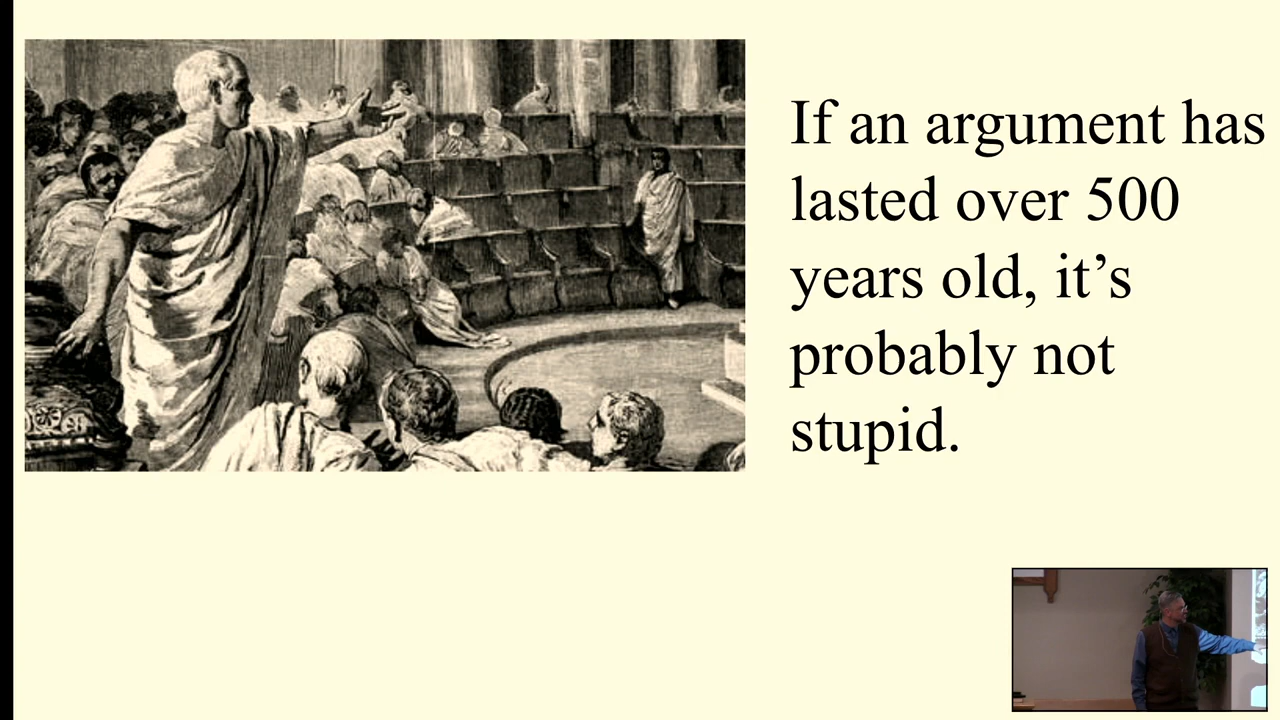 If an argument has
lasted over 500
years old, it’s
probably not
stupid.